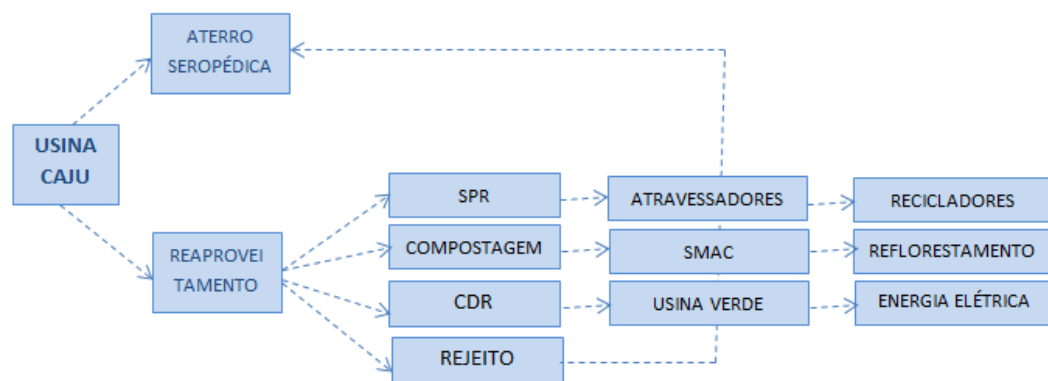 ATERRO
SEROPÉDICA
USINA
CAJU
REAPROVEI
TAMENTO
SPR
ATRAVESSADORES
RECICLADORES
COMPOSTAGEM
SMAC
REFLORESTAMENTO
CDR
USINA VERDE
ENERGIA ELÉTRICA
REJEITO